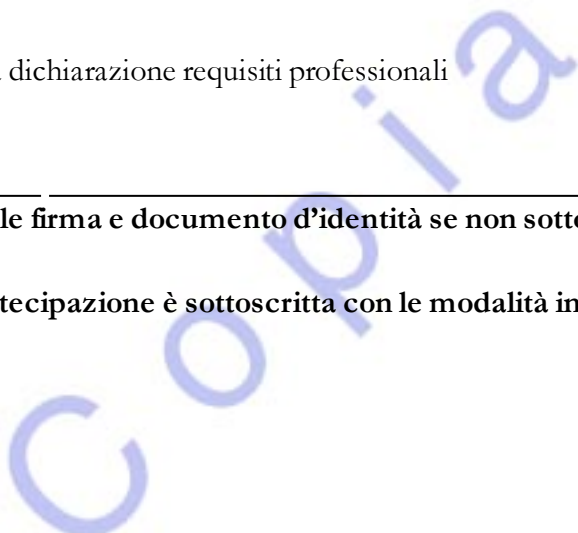 dichiarazione requisiti professionali
le firma e documento d'identità se non sotto
tecipazione è sottoscritta con le modalità in
Copia